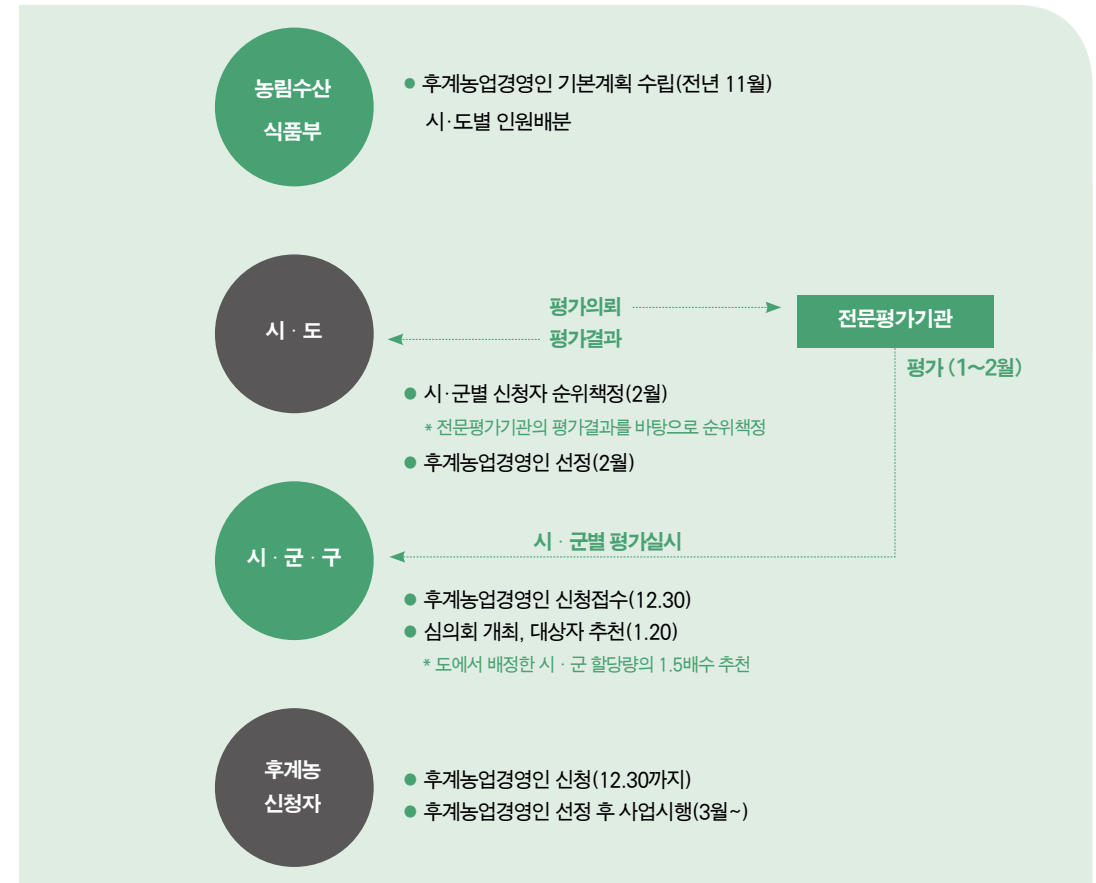 농림수산
식품부
● 후계농업경영인 기본계획 수립(전년 11월)
시·도별 인원배분
시·도
평가의뢰
평가결과
전문평가기관
평가 (1~2월)
● 시·군별 신청자 순위책정(2월)
* 전문평가기관의 평가결과를 바탕으로 순위책정
● 후계농업경영인 선정(2월)
시·군·구
시·군별 평가실시
● 후계농업경영인 신청접수(12.30)
● 심의회 개최, 대상자 추천(1.20)
* 도에서 배정한 시·군 할당량의 1.5배수 추천
후계농
신청자
● 후계농업경영인 신청(12.30까지)
● 후계농업경영인 선정 후 사업시행(3월~)